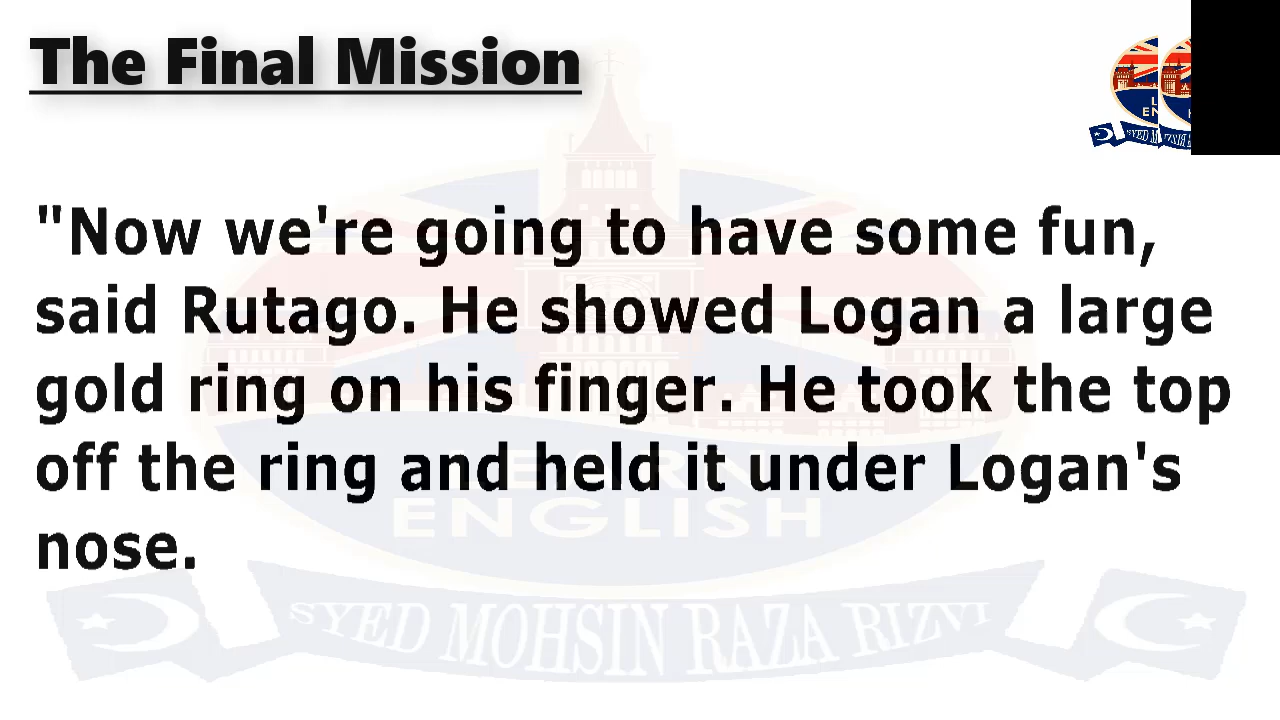 The Final Mission
"Now we're going to have some fun,
said Rutago. He showed Logan a large
gold ring on his finger. He took the top
off the ring and held it under Logan's
nose.
ENGLISH
SYED MOHSIN RAZA RIZVI